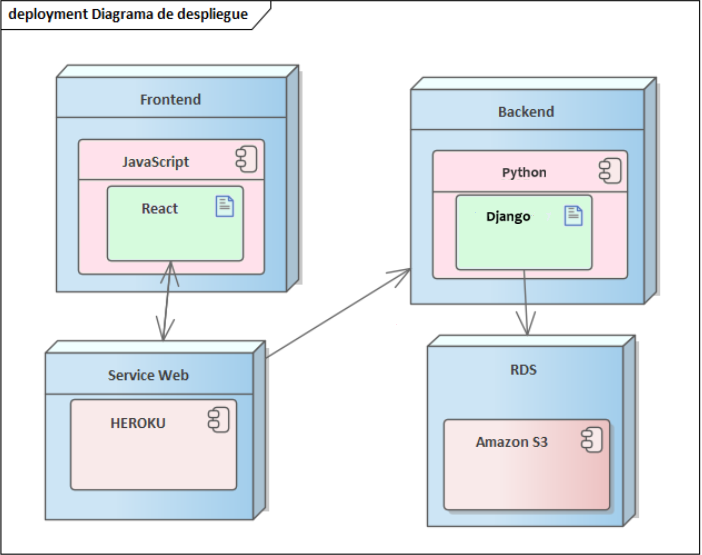 deployment Diagrama de despliegue
Frontend
JavaScript
React
Backend
Python
Django
Service Web
HEROKU
RDS
Amazon S3